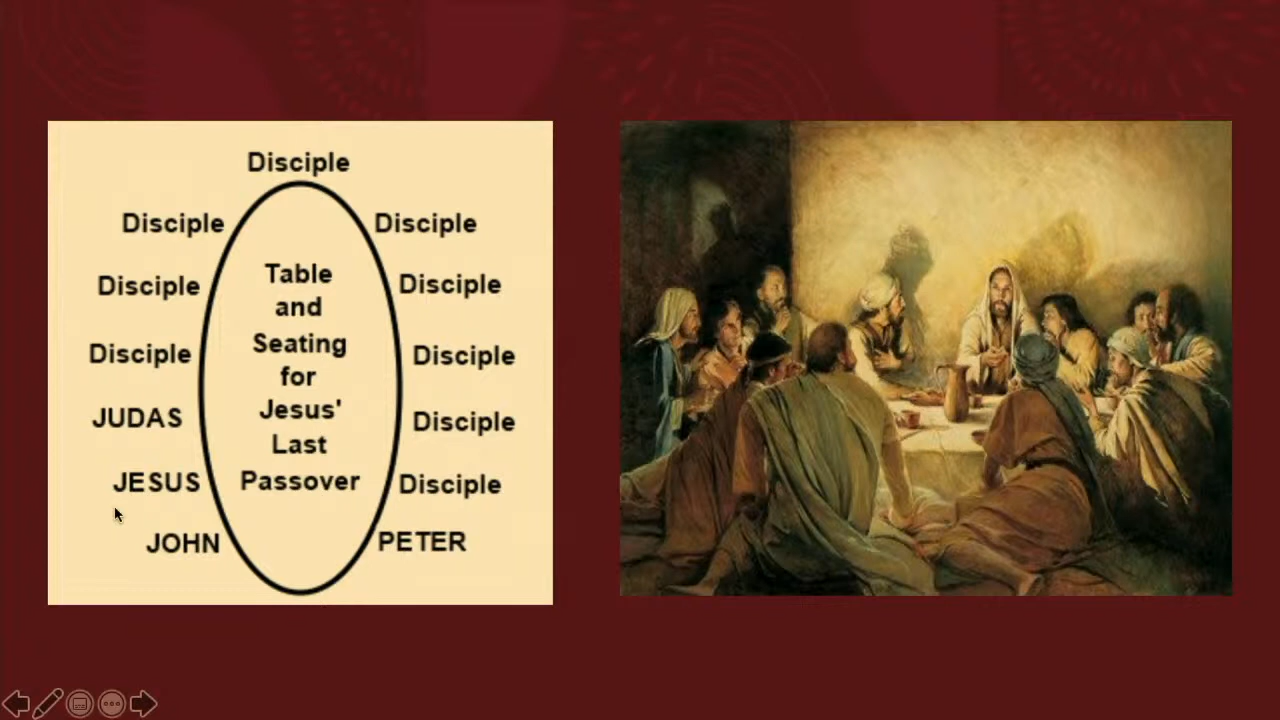 Disciple
Disciple Disciple
Disciple Disciple
Disciple Disciple
JUDAS Disciple
JESUS Disciple
JOHN PETER
Table
and
Seating
for
Jesus'
Last
Passover